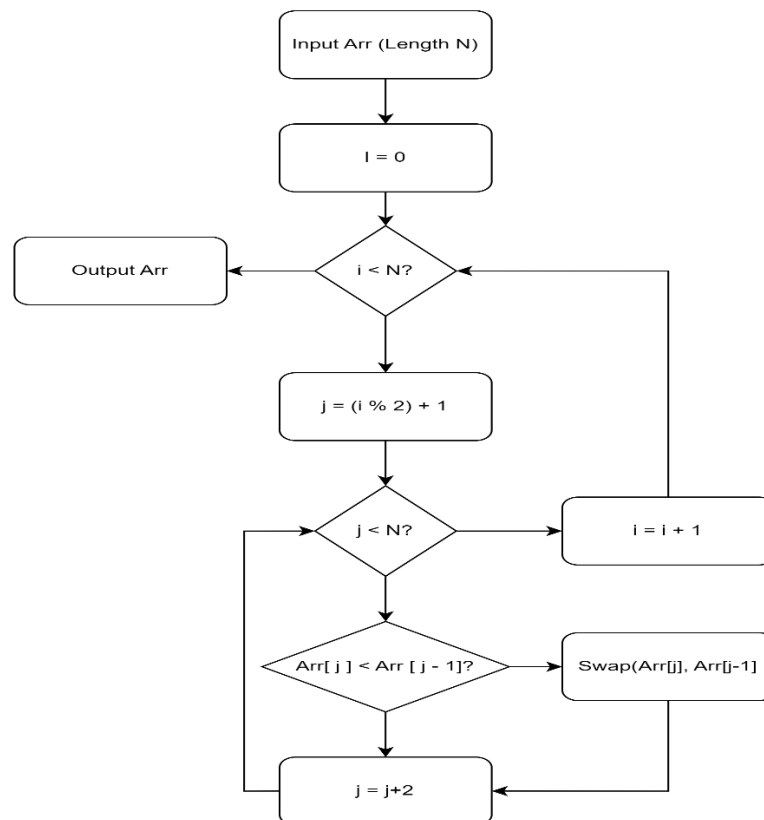 Input Arr (Length N)
I = 0
i < N?
Output Arr
j = (i % 2) + 1
j < N?
i = i + 1
Arr[ j ] < Arr [ j - 1]?
Swap(Arr[j], Arr[j-1]
j = j+2